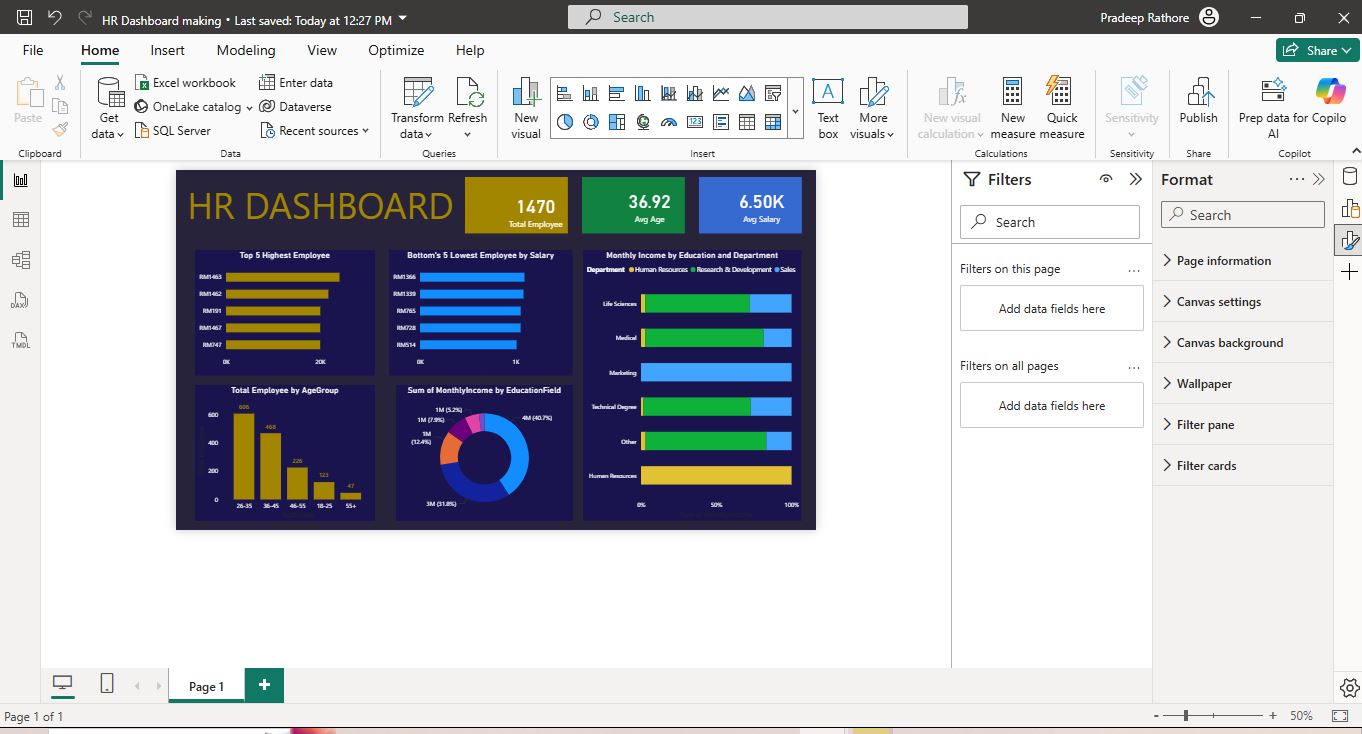 HR Dashboard making • Last saved: Today at 12:27 PM
Search
Pradeep Rathore
File Home Insert Modeling View Optimize Help
Share
Paste
Get data
Excel workbook
OneLake catalog
SQL Server
Enter data
Dataverse
Recent sources
Transform data
Refresh
New visual
Text box
More visuals
New visual calculation
New measure
Quick measure
Sensitivity
Publish
Prep data for AI
Copilo
Clipboard
Data
Queries
Insert
Calculations
Sensitivity
Share
Copilot
DAX
TMDL
HR DASHBOARD
1470
Total Employee
36.92
Avg Age
6.50K
Avg Salary
Top 5 Highest Employee
RM1463
RM1462
RM191
RM1467
RM747
0K 20K
Bottom's 5 Lowest Employee by Salary
RM1366
RM1339
RM765
RM728
RM514
0K 1K
Monthly Income by Education and Department
Department Human Resources Research & Development Sales
Life Sciences
Medical
Marketing
Technical Degree
Other
Human Resources
0% 50% 100%
Total Employee by AgeGroup
600
400
200
0
606
468
226
123
47
26-35 36-45 46-55 18-25 55+
Sum of MonthlyIncome by EducationField
1M (5.2%)
1M (7.9%)
1M
(12.4%)
4M (40.7%)
3M (31.8%)
Filters
Search
Filters on this page
Add data fields here
Filters on all pages
Add data fields here
Format
Search
Page information
Canvas settings
Canvas background
Wallpaper
Filter pane
Filter cards
Page 1
Page 1 of 1
50%